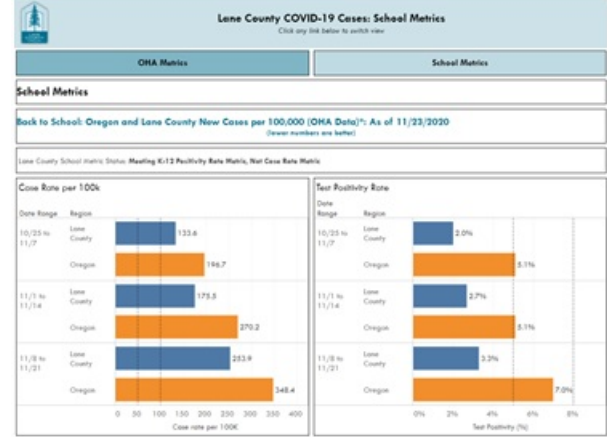 Lane County COVID-19 Cases: School Metrics
Click any link below to switch view
OHA Metrics
School Metrics
School Metrics
Back to School: Oregon and Lane County New Cases per 100,000 (OHA Data)*: As of 11/23/2020
(lower numbers are better)
Lane County School Metric Status: Meeting K-12 Positivity Rate Metric, Not Case Rate Metric
Case Rate per 100k
Date Range Region
10/25 to 11/7
Lane County
133.6
Oregon
196.7
11/1 to 11/14
Lane County
175.5
Oregon
270.2
11/8 to 11/21
Lane County
253.9
Oregon
348.4
0 50 100 150 200 250 300 350 400
Case rate per 100K
Test Positivity Rate
Date Range
Region
10/25 to 11/7
Lane County
2.0%
Oregon
5.1%
11/1 to 11/14
Lane County
2.7%
Oregon
5.1%
11/8 to 11/21
Lane County
3.3%
Oregon
7.0%
0% 2% 4% 6% 8%
Test Positivity (%)